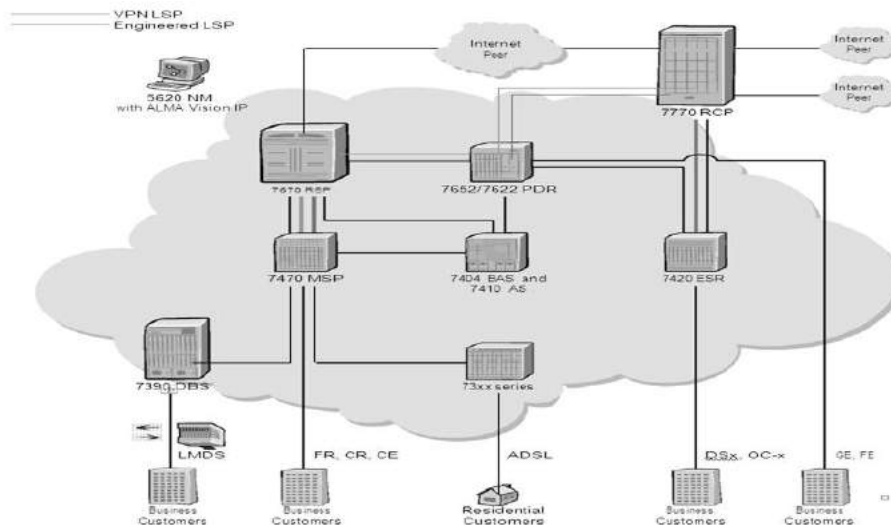 VPN LSP
Engineered LSP
Internet
Peer
Internet
Peer
Internet
Peer
5620 NM
with ALMA Vision IP
7770 RCP
7670 RSP
7652/7622 PDR
7470 MSP
7404 BAS and
7410 AS
7420 ESR
7390 DBS
73xx series
LMDS
FR, CR, CE
ADSL
DSx, OC-x
GE, FE
Business
Customers
Business
Customers
Residential
Customers
Business
Customers
Business
Customers